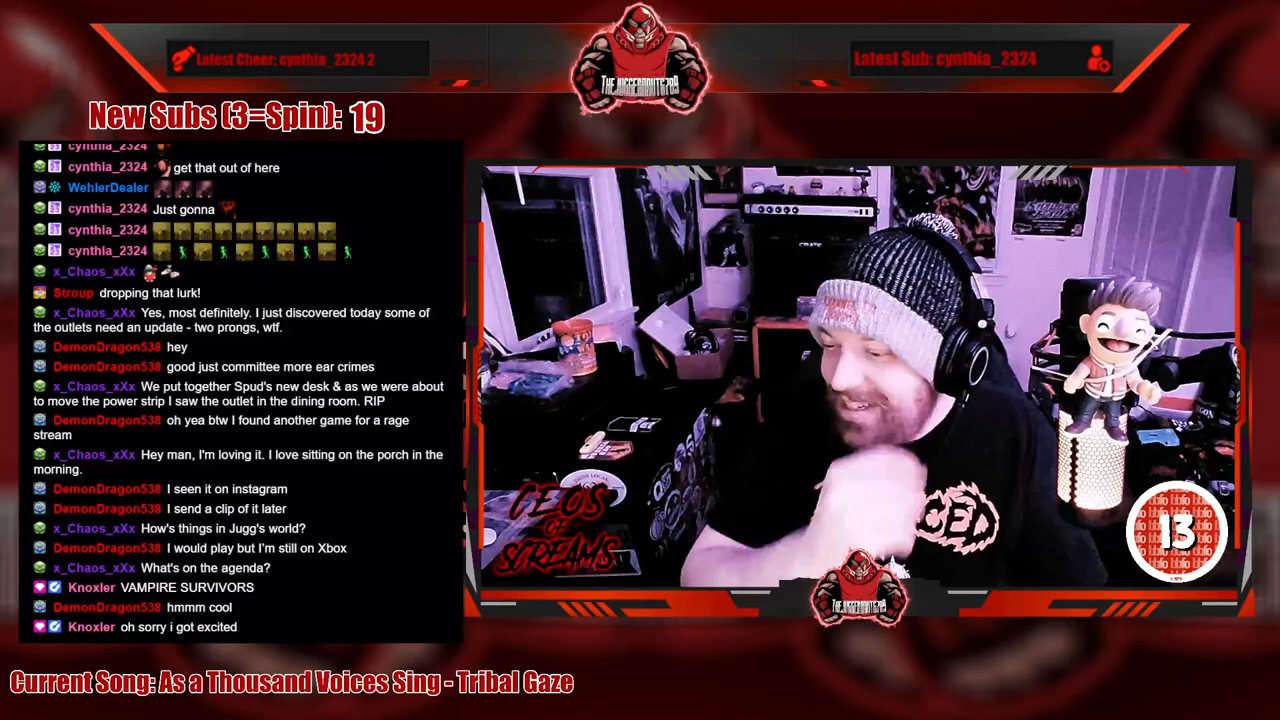 Latest Cheer: cynthia_2324 2
THEJUGGERNAUT6789
Latest Sub: cynthia_2324
New Subs (3=Spin): 19
cynthia_2324
cynthia_2324 get that out of here
WehlerDealer
cynthia_2324 Just gonna
cynthia_2324
cynthia_2324
x_Chaos_xXx
Stroup dropping that lurk!
x_Chaos_xXx Yes, most definitely. I just discovered today some of
the outlets need an update - two prongs, wtf.
DemonDragon538 hey
DemonDragon538 good just committee more ear crimes
x_Chaos_xXx We put together Spud's new desk & as we were about
to move the power strip I saw the outlet in the dining room. RIP
DemonDragon538 oh yea btw I found another game for a rage
stream
x_Chaos_xXx Hey man, I'm loving it. I love sitting on the porch in the
morning.
DemonDragon538 I seen it on instagram
DemonDragon538 I send a clip of it later
x_Chaos_xXx How's things in Jugg's world?
DemonDragon538 I would play but I'm still on Xbox
x_Chaos_xXx What's on the agenda?
Knoxler VAMPIRE SURVIVORS
DemonDragon538 hmmm cool
Knoxler oh sorry i got excited
CRATE
CEOS
OF
SCREAMS
CED
13
THEJUGGERNAUT6789
Current Song: As a Thousand Voices Sing - Tribal Gaze